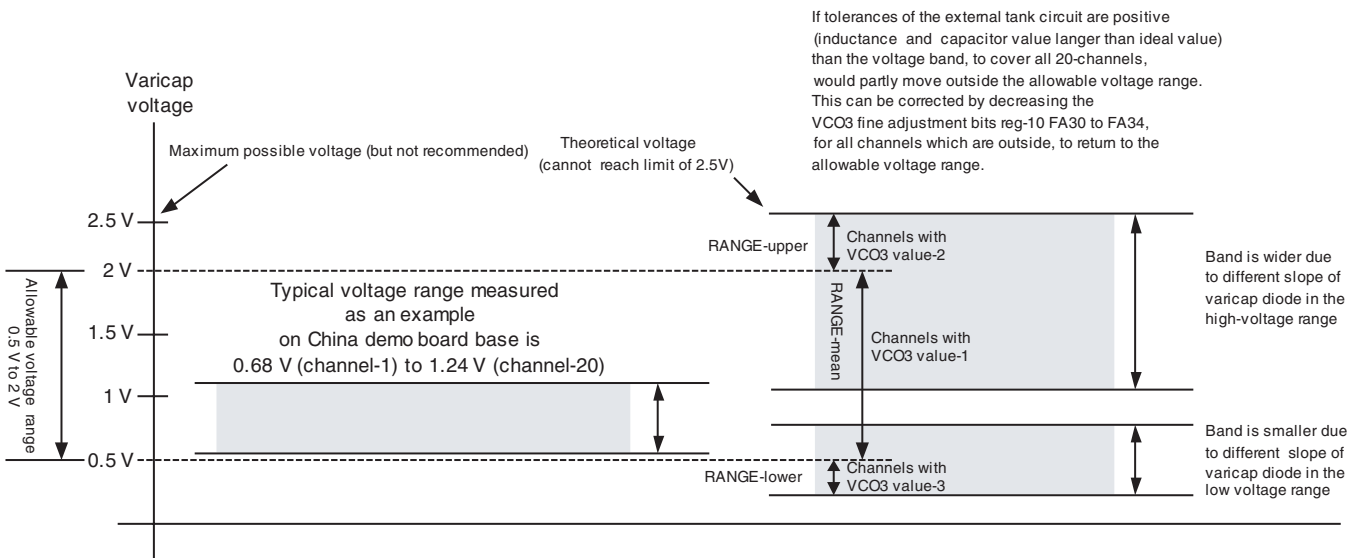 If tolerances of the external tank circuit are positive
(inductance and capacitor value langer than ideal value)
than the voltage band, to cover all 20-channels,
would partly move outside the allowable voltage range.
This can be corrected by decreasing the
VCO3 fine adjustment bits reg-10 FA30 to FA34,
for all channels which are outside, to return to the
allowable voltage range.
Varicap
voltage
Maximum possible voltage (but not recommended)
Theoretical voltage
(cannot reach limit of 2.5V)
2.5 V
RANGE-upper
Channels with
VCO3 value-2
2 V
Allowable voltage range
0.5 V to 2 V
Typical voltage range measured
as an example
on China demo board base is
0.68 V (channel-1) to 1.24 V (channel-20)
RANGE-mean
Channels with
VCO3 value-1
Band is wider due
to different slope of
varicap diode in the
high-voltage range
1.5 V
1 V
0.5 V
RANGE-lower
Channels with
VCO3 value-3
Band is smaller due
to different slope of
varicap diode in the
low voltage range